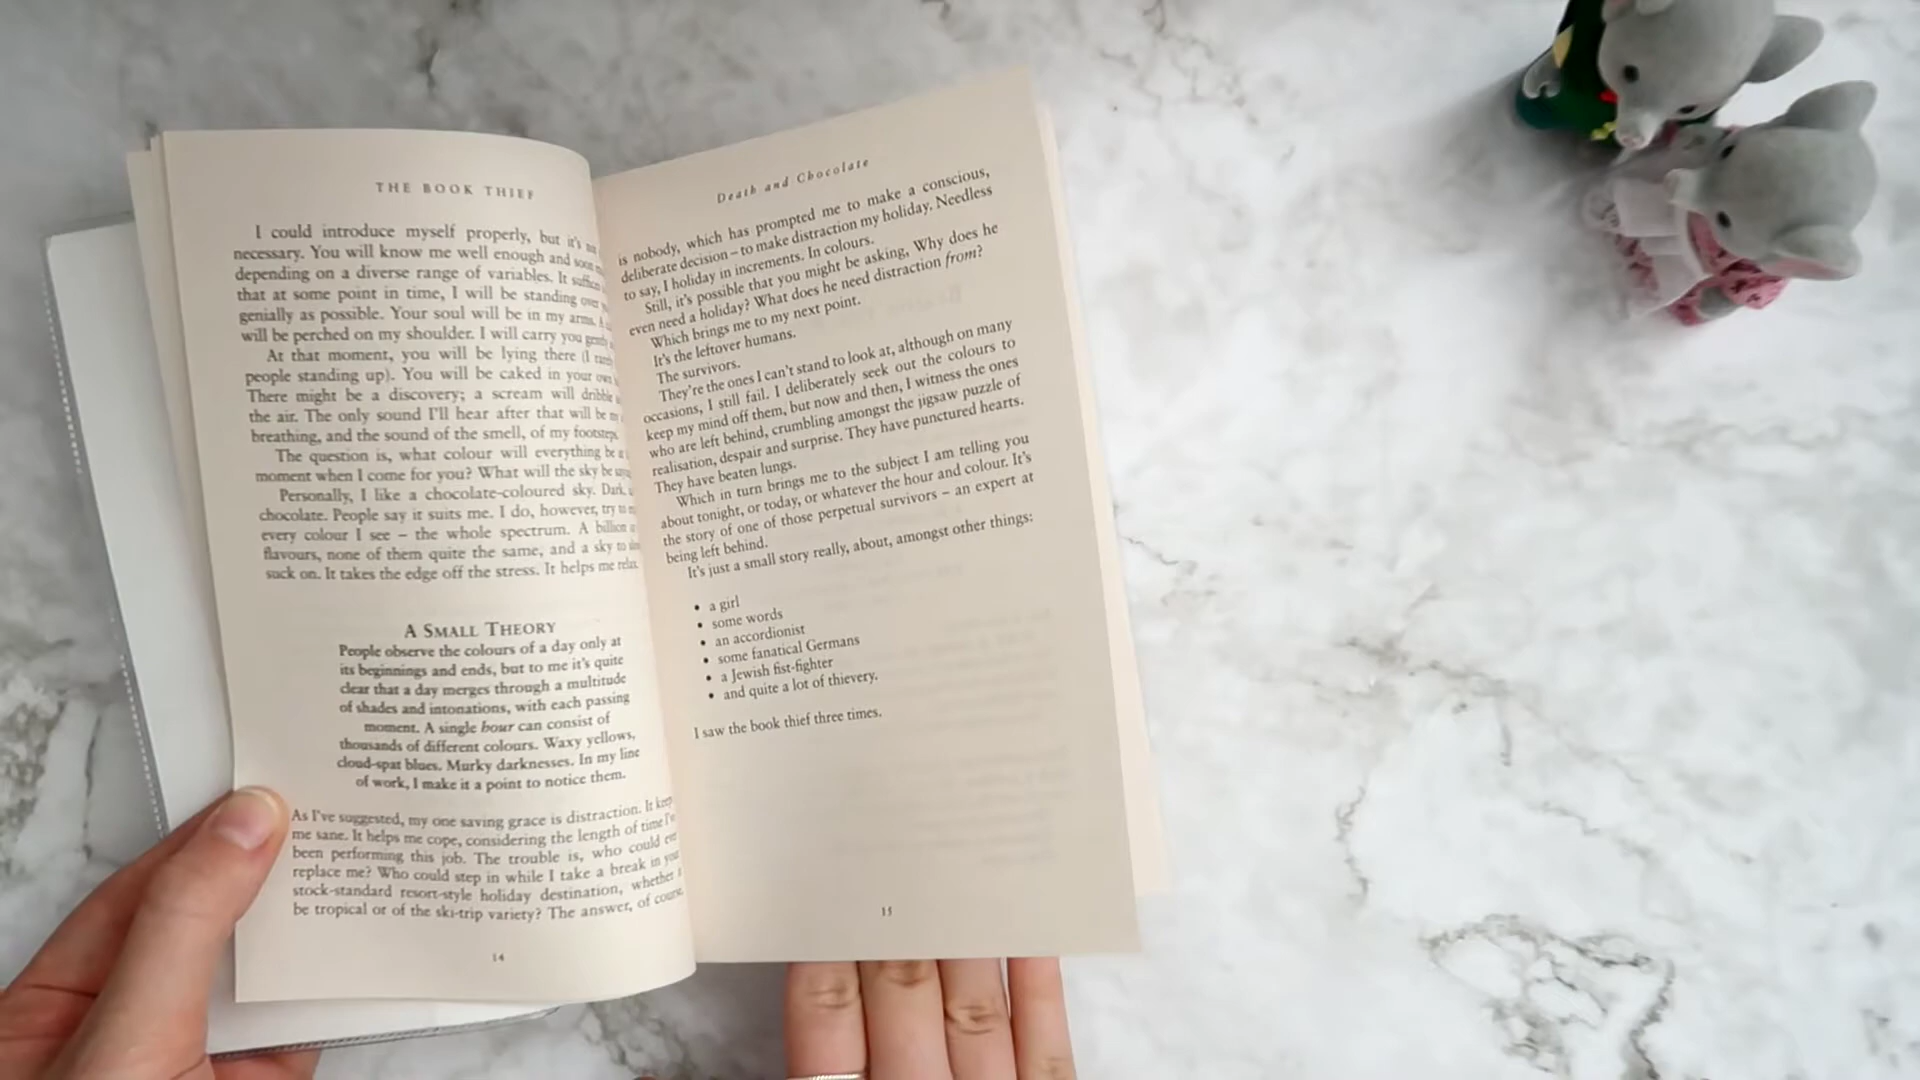 THE BOOK THIEF
I could introduce myself properly, but it's not
necessary. You will know me well enough and soon
depending on a diverse range of variables. It suffices
that at some point in time, I will be standing over
genially as possible. Your soul will be in my arms. A
will be perched on my shoulder. I will carry you gently
At that moment, you will be lying there (I rarely
people standing up). You will be caked in your own
There might be a discovery; a scream will dribble
the air. The only sound I'll hear after that will be my
breathing, and the sound of the smell, of my footsteps.
The question is, what colour will everything be
moment when I come for you? What will the sky be saying
Personally, I like a chocolate-coloured sky. Dark,
chocolate. People say it suits me. I do, however, try to
every colour I see – the whole spectrum. A billion
flavours, none of them quite the same, and a sky to
suck on. It takes the edge off the stress. It helps me relax.
A SMALL THEORY
People observe the colours of a day only at
its beginnings and ends, but to me it's quite
clear that a day merges through a multitude
of shades and intonations, with each passing
moment. A single hour can consist of
thousands of different colours. Waxy yellows,
cloud-spat blues. Murky darknesses. In my line
of work, I make it a point to notice them.
As I've suggested, my one saving grace is distraction. It keeps
me sane. It helps me cope, considering the length of time I've
been performing this job. The trouble is, who could ever
replace me? Who could step in while I take a break in your
stock-standard resort-style holiday destination, whether it
be tropical or of the ski-trip variety? The answer, of course,
14
Death and Chocolate
is nobody, which has prompted me to make a conscious,
deliberate decision – to make distraction my holiday. Needless
to say, I holiday in increments. In colours.
Still, it's possible that you might be asking, Why does he
even need a holiday? What does he need distraction from?
Which brings me to my next point.
It's the leftover humans.
The survivors.
They're the ones I can't stand to look at, although on many
occasions, I still fail. I deliberately seek out the colours to
keep my mind off them, but now and then, I witness the ones
who are left behind, crumbling amongst the jigsaw puzzle of
realisation, despair and surprise. They have punctured hearts.
They have beaten lungs.
Which in turn brings me to the subject I am telling you
about tonight, or today, or whatever the hour and colour. It's
the story of one of those perpetual survivors – an expert at
being left behind.
It's just a small story really, about, amongst other things:
• a girl
• some words
• an accordionist
• some fanatical Germans
• a Jewish fist-fighter
• and quite a lot of thievery.
I saw the book thief three times.
15